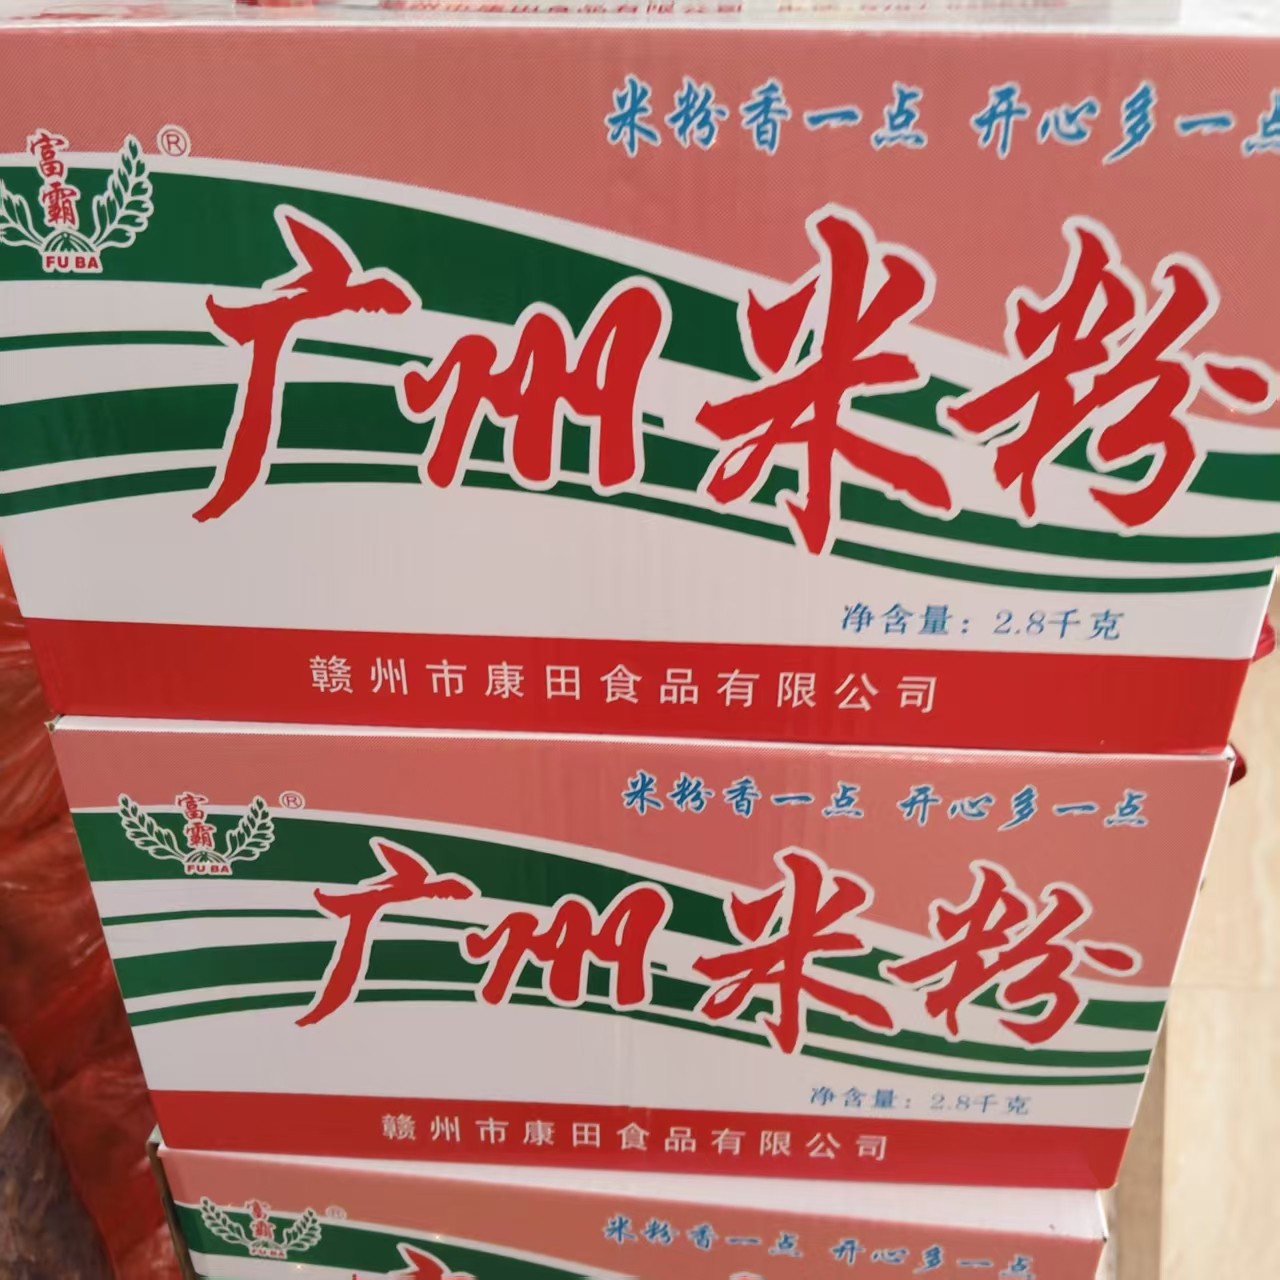 米粉香一点 开心多一点
富霸
®
FU BA
广州米粉
净含量：2.8千克
赣州市康田食品有限公司
米粉香一点 开心多一点
富霸
®
FU BA
广州米粉
净含量：2.8千克
赣州市康田食品有限公司
米粉香一点 开心多一点
富霸
®
FU BA